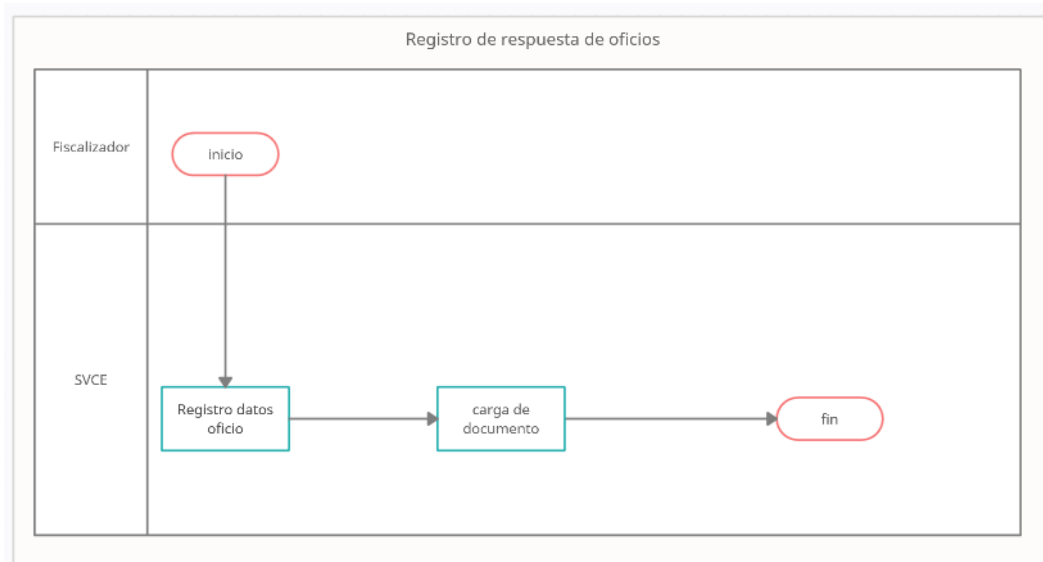 Registro de respuesta de oficios
Fiscalizador
inicio
SVCE
Registro datos
oficio
carga de
documento
fin